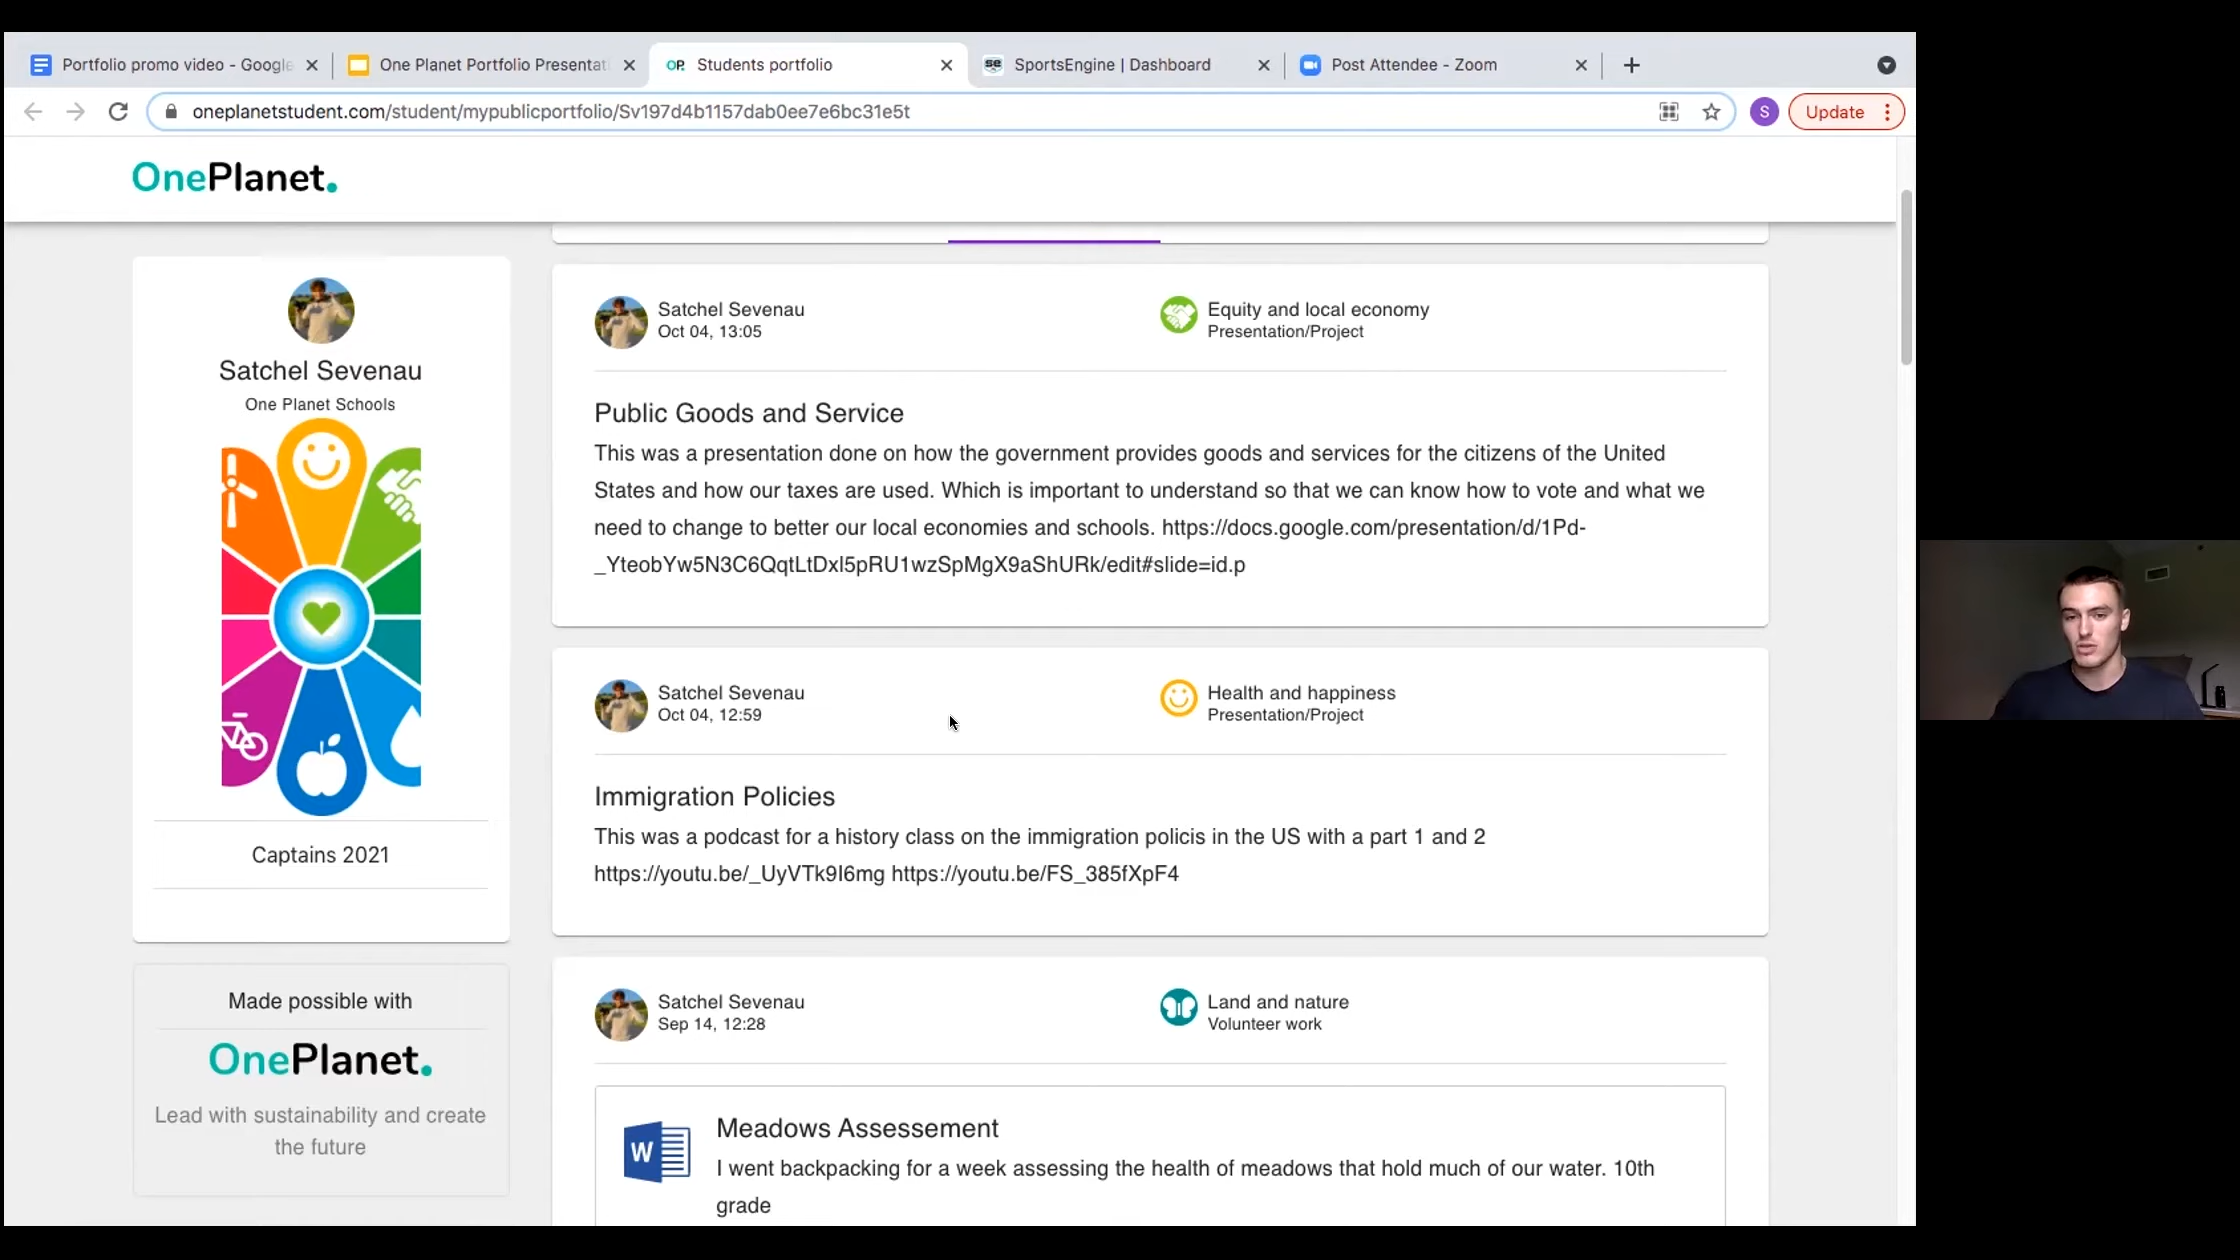 Portfolio promo video - Google
One Planet Portfolio Presentat
OP. Students portfolio
se SportsEngine | Dashboard
Post Attendee - Zoom
oneplanetstudent.com/student/mypublicportfolio/Sv197d4b1157dab0ee7e6bc31e5t
S
Update
OnePlanet.
Satchel Sevenau
One Planet Schools
Captains 2021
Made possible with
OnePlanet.
Lead with sustainability and create
the future
Satchel Sevenau
Oct 04, 13:05
Equity and local economy
Presentation/Project
Public Goods and Service
This was a presentation done on how the government provides goods and services for the citizens of the United
States and how our taxes are used. Which is important to understand so that we can know how to vote and what we
need to change to better our local economies and schools. https://docs.google.com/presentation/d/1Pd-
_YteobYw5N3C6QqtLtDxl5pRU1wzSpMgX9aShURk/edit#slide=id.p
Satchel Sevenau
Oct 04, 12:59
Health and happiness
Presentation/Project
Immigration Policies
This was a podcast for a history class on the immigration policis in the US with a part 1 and 2
https://youtu.be/_UyVTk9I6mg https://youtu.be/FS_385fXpF4
Satchel Sevenau
Sep 14, 12:28
Land and nature
Volunteer work
W
Meadows Assessement
I went backpacking for a week assessing the health of meadows that hold much of our water. 10th
grade